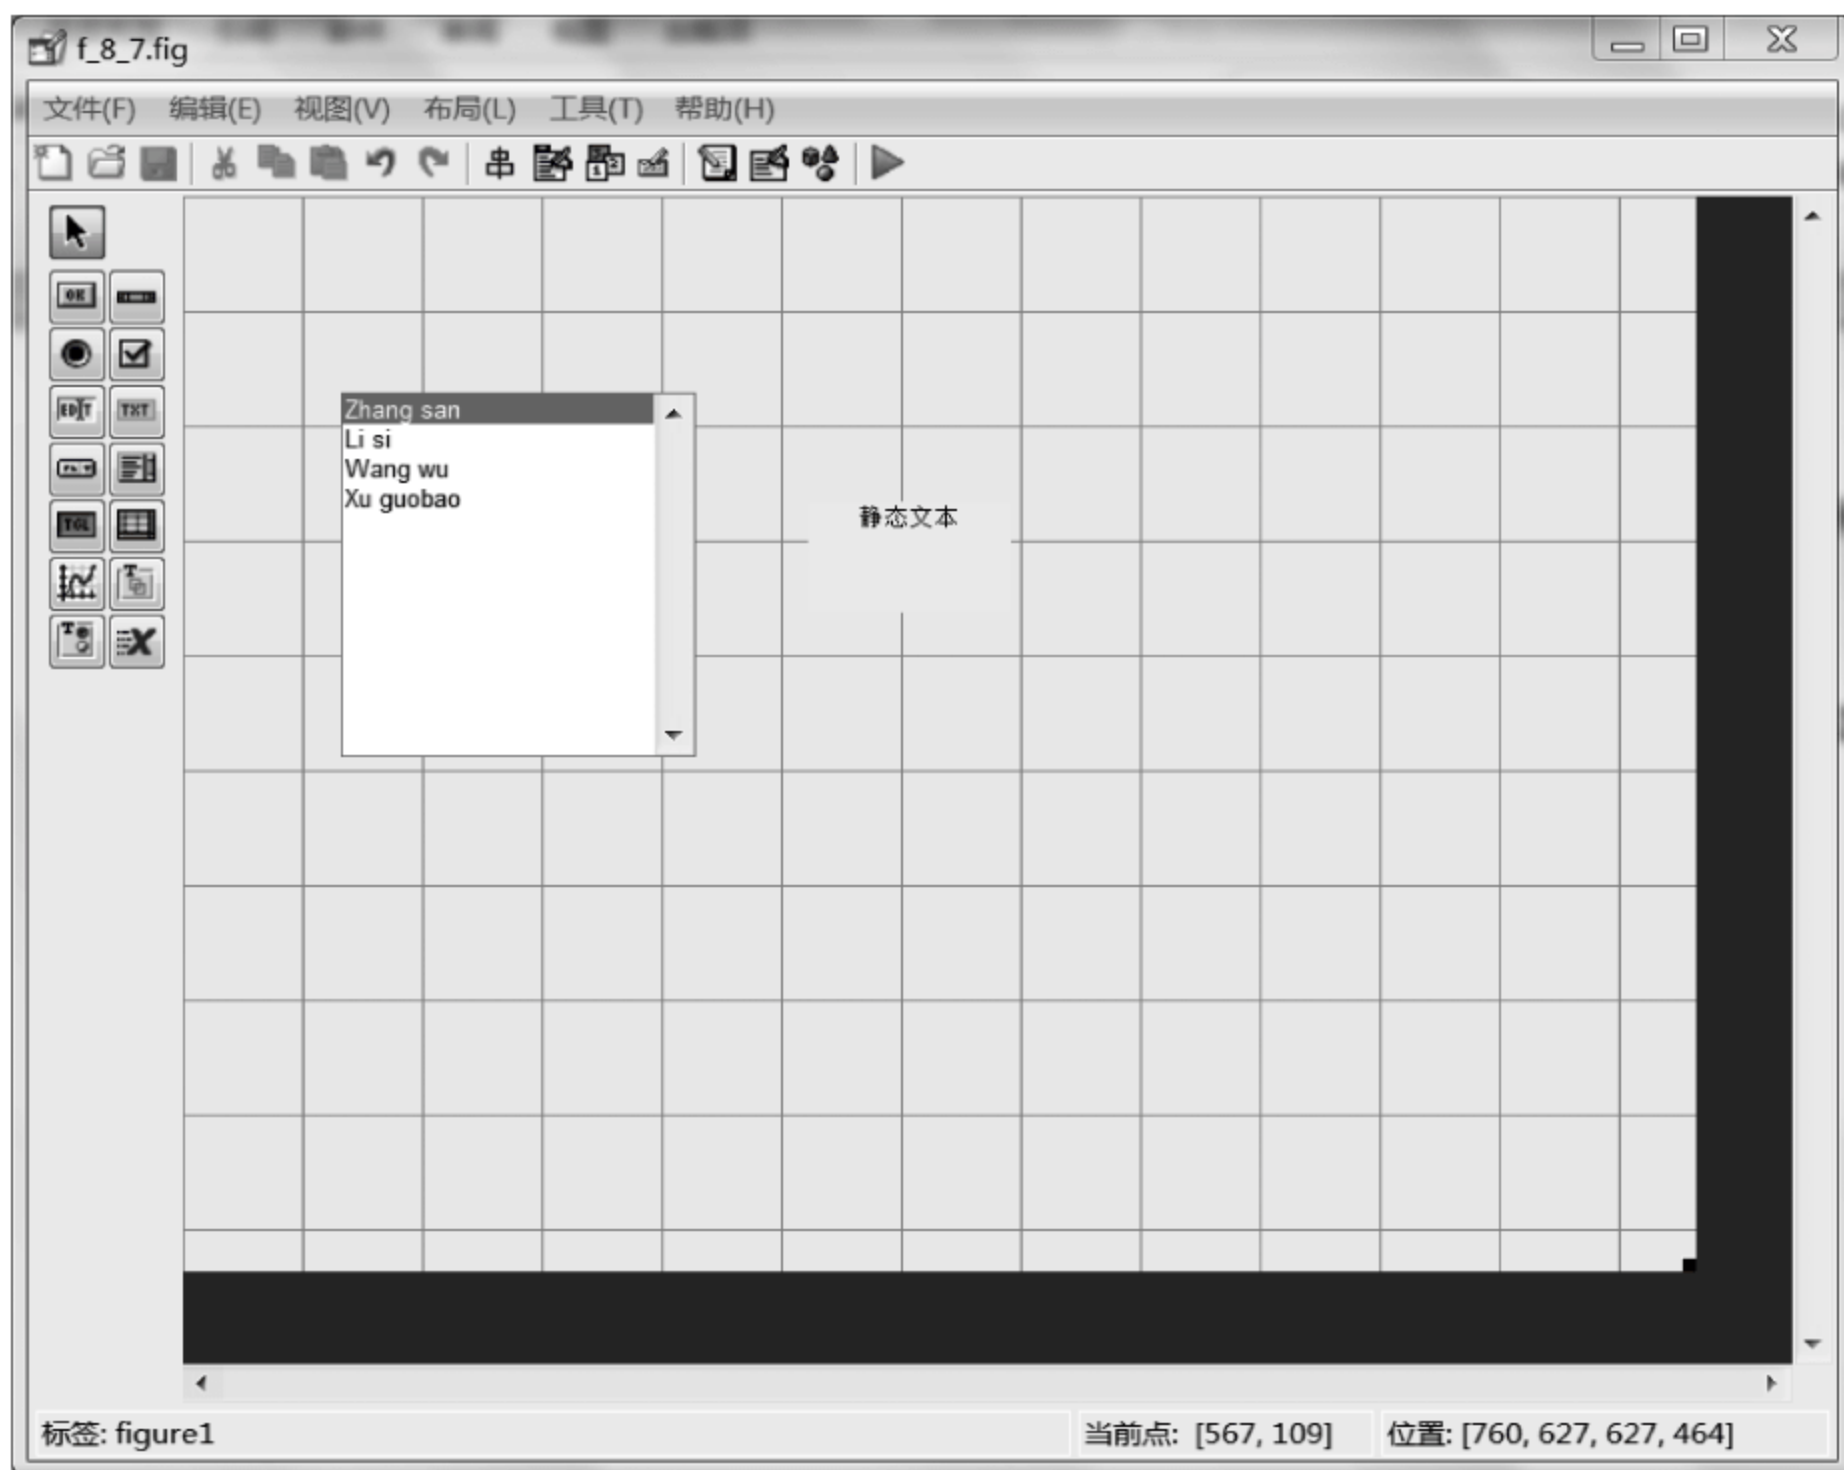 f_8_7.fig
文件(F) 编辑(E) 视图(V) 布局(L) 工具(T) 帮助(H)
OK
EDIT TXT
TGL
Zhang san
Li si
Wang wu
Xu guobao
静态文本
标签: figure1 当前点: [567, 109] 位置: [760, 627, 627, 464]